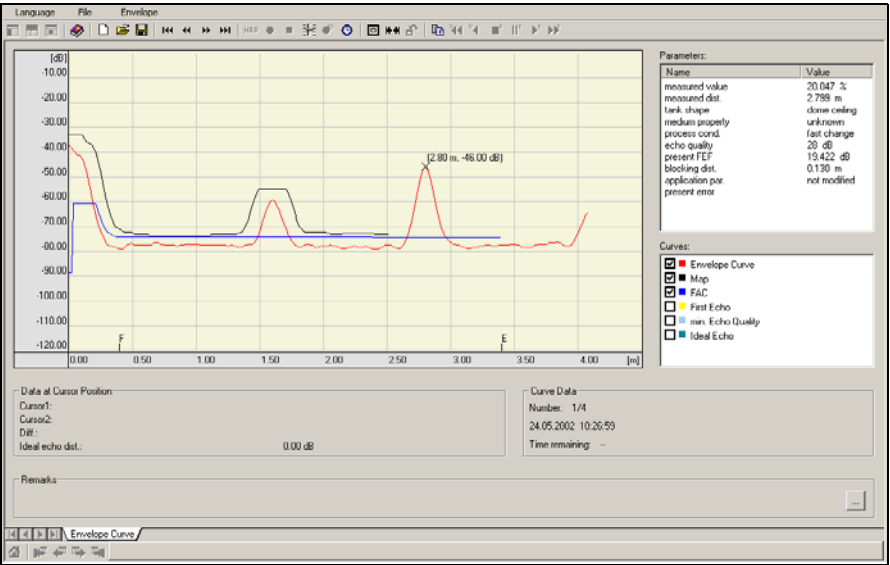 Language File Envelope
MAP
[dB]
-10.00
-20.00
-30.00
-40.00
-50.00
-60.00
-70.00
-80.00
-90.00
-100.00
-110.00
-120.00
[2.80 m, -46.00 dB]
F
E
0.00 0.50 1.00 1.50 2.00 2.50 3.00 3.50 4.00 [m]
Parameters:
Name Value
measured value 20.047 %
measured dist. 2.799 m
tank shape dome ceiling
medium property unknown
process cond. fast change
echo quality 28 dB
present FEF 19.422 dB
blocking dist. 0.130 m
application par. not modified
present error
Curves:
Envelope Curve
Map
FAC
First Echo
min. Echo Quality
Ideal Echo
Data at Cursor Position
Cursor1:
Cursor2:
Diff.:
Ideal echo dist.: 0.00 dB
Curve Data
Number: 1/4
24.05.2002 10:26:59
Time remaining: --
Remarks
...
Envelope Curve